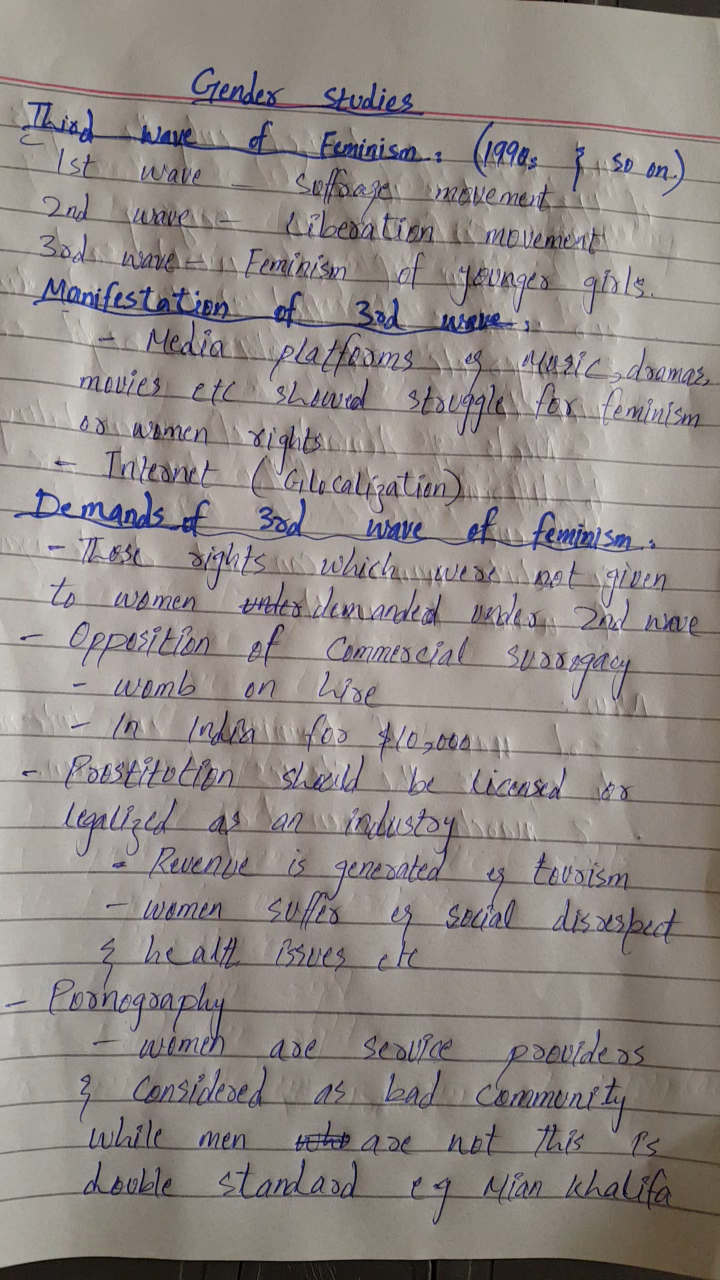 Gender studies
Third wave of Feminism: (1990s & so on.)
1st wave - Suffrage movement
2nd wave - Liberation movement
3rd wave - Feminism of younger girls.
Manifestation of 3rd wave:
- Media platforms eg Music, dramas,
movies etc showed struggle for feminism
or women rights
- Internet (Glocalization)
Demands of 3rd wave of feminism:
- Those rights which were not given
to women under demanded under 2nd wave
- Opposition of Commercial surrogacy
- womb on hire
- In India for $10,000
- Prostitution should be licensed or
legalized as an industry
- Revenue is generated eg tourism
- women suffer eg social disrespect
& health issues etc
- Pornography
- women are service providers
& considered as bad community
while men who are not this is
double standard eg Mian Khalifa